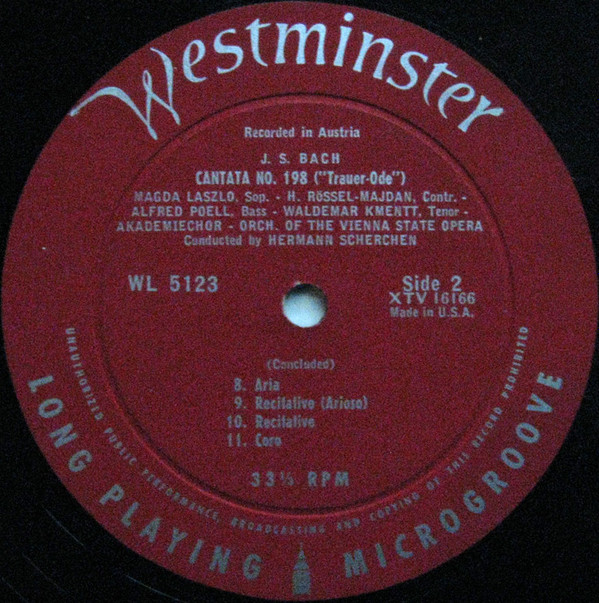 Westminster
Recorded in Austria
J. S. BACH
CANTATA NO. 198 ("Trauer-Ode")
MAGDA LASZLO, Sop. - H. RÖSSEL-MAJDAN, Contr. -
ALFRED POELL, Bass - WALDEMAR KMENTT, Tenor -
AKADEMIECHOR - ORCH. OF THE VIENNA STATE OPERA
Conducted by HERMANN SCHERCHEN
WL 5123
Side 2
XTV 16166
Made in U.S.A.
(Concluded)
8. Aria
9. Recitativo (Arioso)
10. Recitative
11. Coro
33⅓ RPM
UNAUTHORIZED PUBLIC PERFORMANCE, BROADCASTING AND COPYING OF THIS RECORD PROHIBITED
LONG PLAYING MICROGROOVE